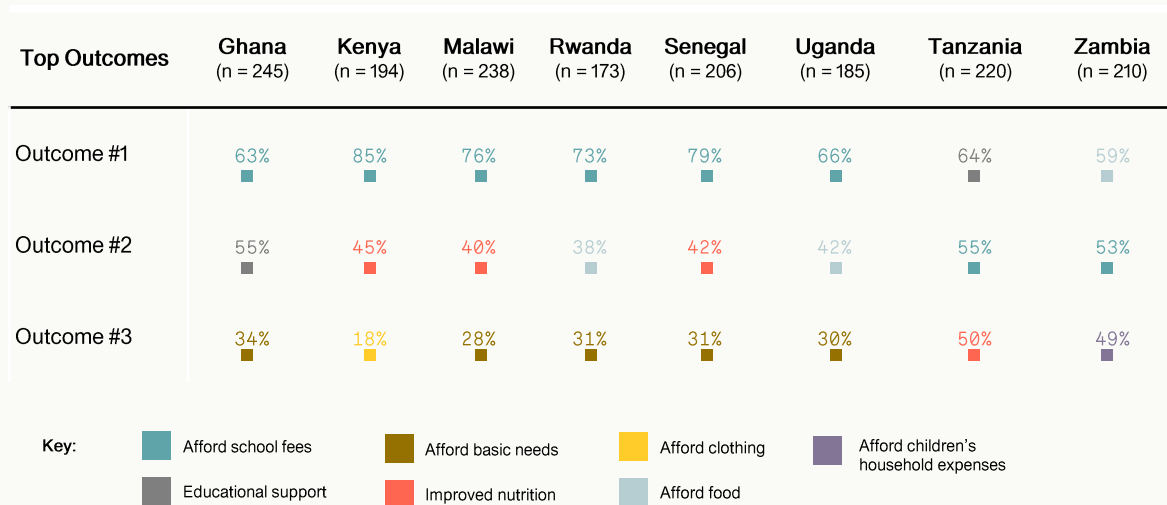 Top Outcomes
Ghana Kenya Malawi Rwanda Senegal Uganda Tanzania Zambia
(n = 245) (n = 194) (n = 238) (n = 173) (n = 206) (n = 185) (n = 220) (n = 210)
Outcome #1 63% 85% 76% 73% 79% 66% 64% 59%
Outcome #2 55% 45% 40% 38% 42% 42% 55% 53%
Outcome #3 34% 18% 28% 31% 31% 30% 50% 49%
Key: Afford school fees Afford basic needs Afford clothing Afford children’s
household expenses
Educational support Improved nutrition Afford food